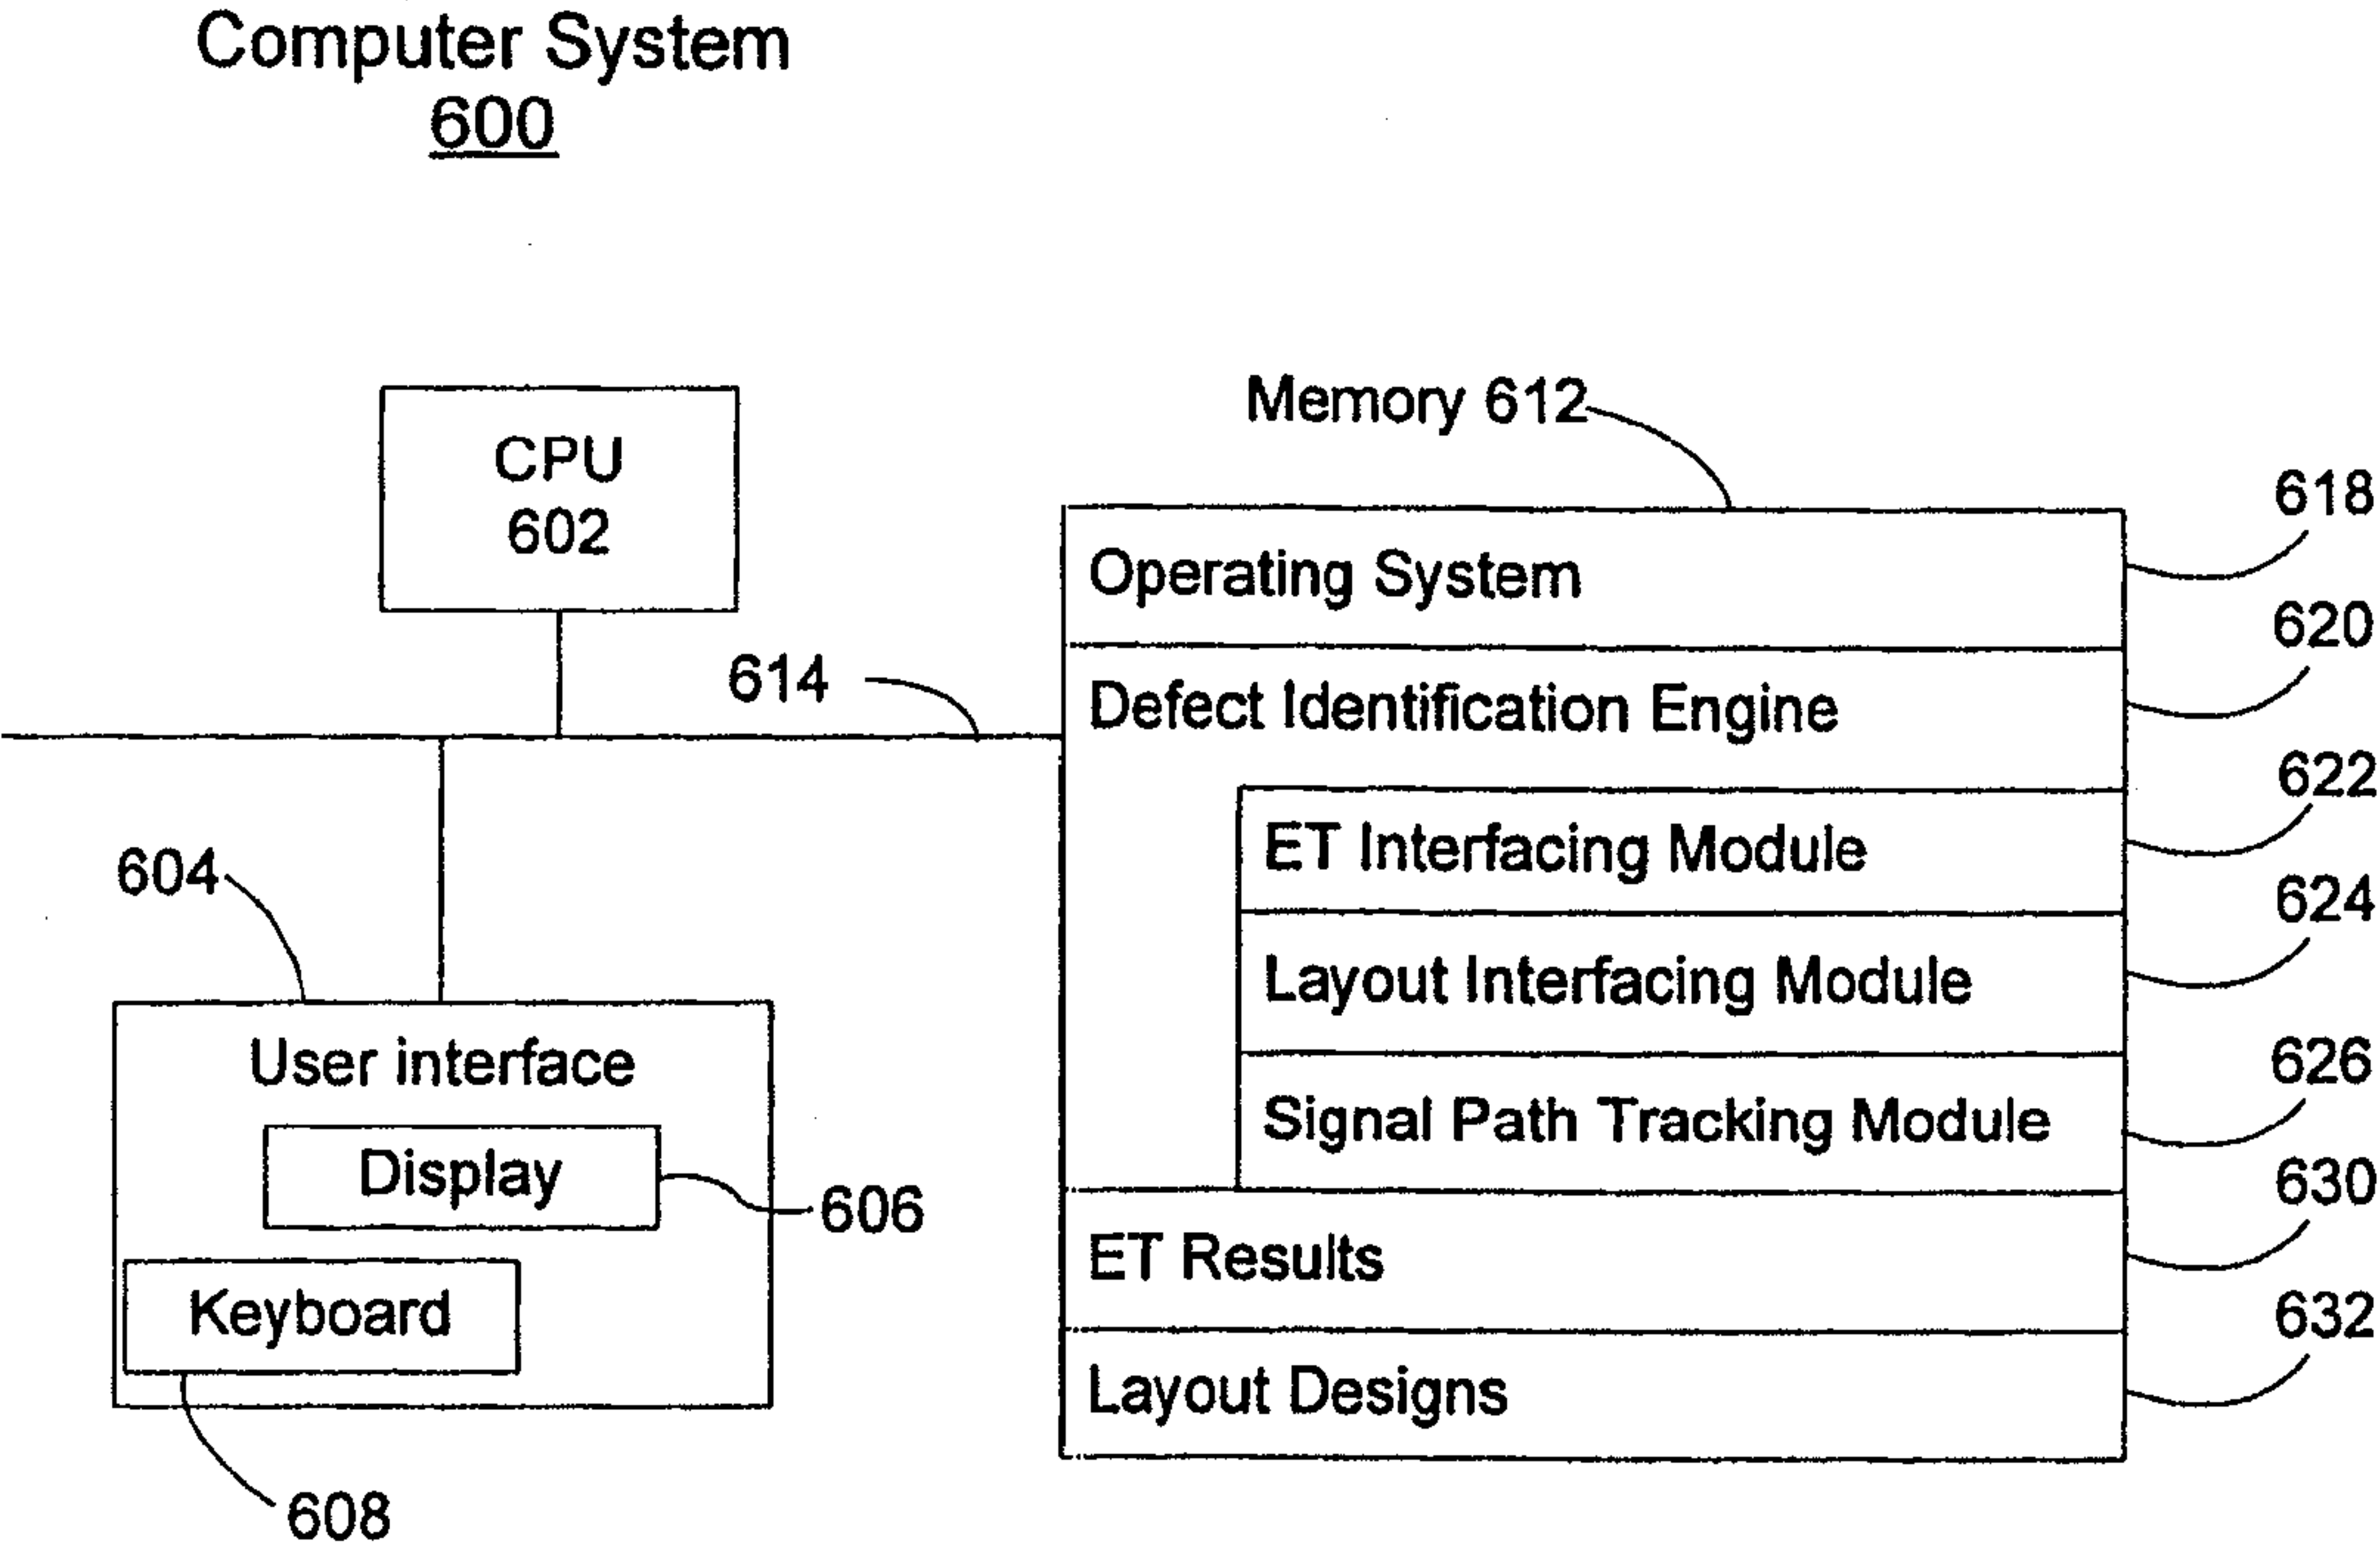 Computer System
600
CPU
602
Memory 612
618
Operating System
620
614
Defect Identification Engine
622
ET Interfacing Module
604
624
Layout Interfacing Module
User interface
626
Signal Path Tracking Module
Display
606
630
ET Results
Keyboard
632
Layout Designs
608